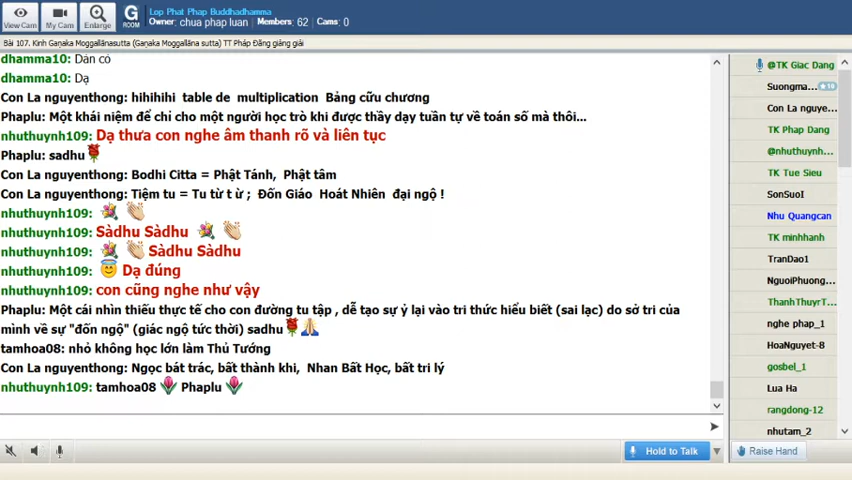 View Cam
My Cam
Enlarge
G
ROOM
Lop Phat Phap Buddhadhamma
Owner: chua phap luan Members: 62 Cams: 0
Bài 107. Kinh Gaṇaka Moggallānasutta (Gaṇaka Moggallāna sutta) TT Pháp Đăng giảng giải
dhamma10: Dán có
dhamma10: Dạ
Con La nguyenthong: hihihihi table de multiplication Bảng cữu chương
Phaplu: Một khái niệm để chỉ cho một người học trò khi được thầy dạy tuần tự về toán số mà thôi...
nhuthuynh109: Dạ thưa con nghe âm thanh rõ và liên tục
Phaplu: sadhu
Con La nguyenthong: Bodhi Citta = Phật Tánh, Phật tâm
Con La nguyenthong: Tiệm tu = Tu từ t ừ ; Đốn Giáo Hoát Nhiên đại ngộ !
nhuthuynh109:
nhuthuynh109: Sàdhu Sàdhu
nhuthuynh109: Sàdhu Sàdhu
nhuthuynh109: Dạ đúng
nhuthuynh109: con cũng nghe như vậy
Phaplu: Một cái nhìn thiếu thực tế cho con đường tu tập , dễ tạo sự ỷ lại vào tri thức hiểu biết (sai lạc) do sở tri của
mình về sự "đốn ngộ" (giác ngộ tức thời) sadhu
tamhoa08: nhỏ không học lớn làm Thủ Tướng
Con La nguyenthong: Ngọc bát trác, bất thành khi, Nhan Bất Học, bất tri lý
nhuthuynh109: tamhoa08 Phaplu
@TK Giac Dang
Suongma... 10
Con La nguye...
TK Phap Dang
@nhuthuynh...
TK Tue Sieu
SonSuoI
Nhu Quangcan
TK minhhanh
TranDao1
NguoiPhuong...
ThanhThuyrT...
nghe phap_1
HoaNguyet-8
gosbel_1
Lua Ha
rangdong-12
nhutam_2
Hold to Talk
Raise Hand